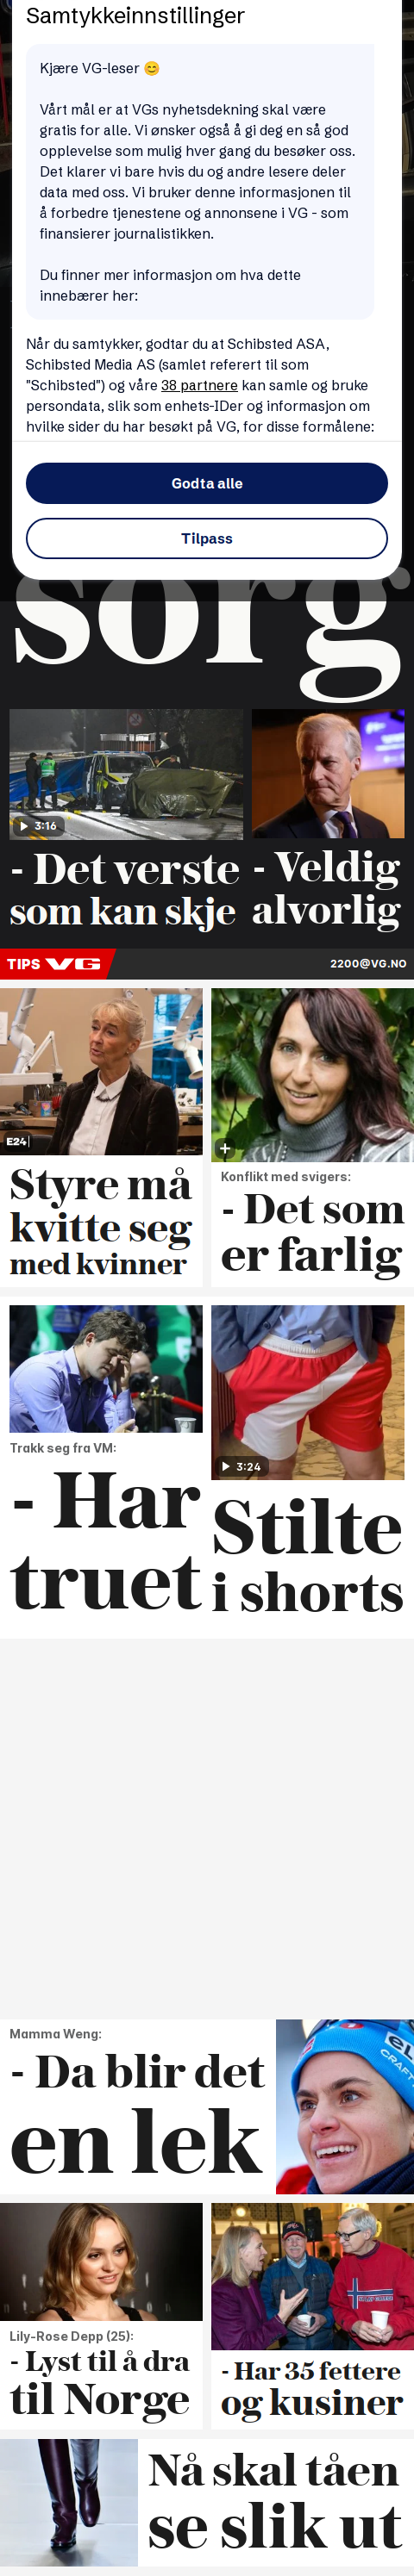 Samtykkeinnstillinger
Kjære VG-leser 😊
Vårt mål er at VGs nyhetsdekning skal være
gratis for alle. Vi ønsker også å gi deg en så god
opplevelse som mulig hver gang du besøker oss.
Det klarer vi bare hvis du og andre lesere deler
data med oss. Vi bruker denne informasjonen til
å forbedre tjenestene og annonsene i VG - som
finansierer journalistikken.
Du finner mer informasjon om hva dette
innebærer her:
Når du samtykker, godtar du at Schibsted ASA,
Schibsted Media AS (samlet referert til som
"Schibsted") og våre 38 partnere kan samle og bruke
persondata, slik som enhets-IDer og informasjon om
hvilke sider du har besøkt på VG, for disse formålene:
Godta alle
Tilpass
sorg
3:16
- Det verste
som kan skje
- Veldig
alvorlig
TIPS VG
2200@VG.NO
E24
Styre må
kvitte seg
med kvinner
Konflikt med svigers:
- Det som
er farlig
Trakk seg fra VM:
- Har
truet
3:24
Stilte
i shorts
Mamma Weng:
- Da blir det
en lek
CRAFT
Lily-Rose Depp (25):
- Lyst til å dra
til Norge
- Har 35 fettere
og kusiner
Nå skal tåen
se slik ut